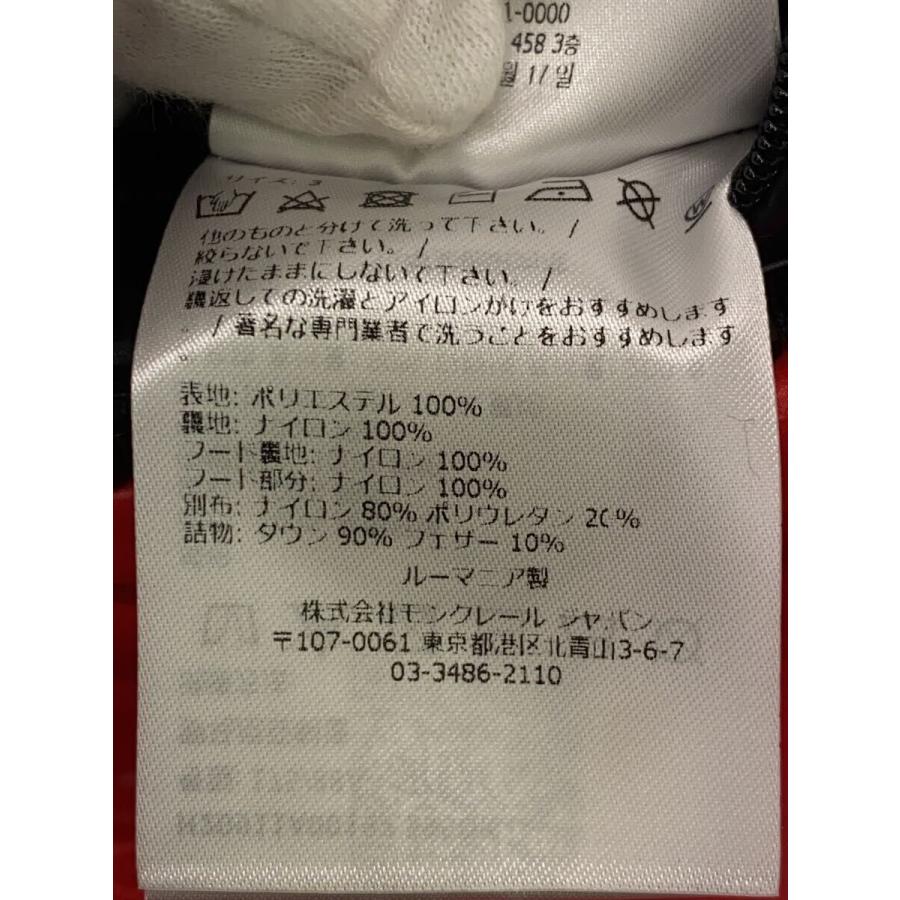 1-0000
458 3층
월 17 일
サイズ: 3
他のものと分けて洗って下さい。 /
絞らないで下さい。 /
浸けたままにしないで下さい。 /
裏返しての洗濯とアイロンがけをおすすめします
。 / 著名な専門業者で洗うことをおすすめします
。
表地: ポリエステル 100%
裏地: ナイロン 100%
フード裏地: ナイロン 100%
フード部分: ナイロン 100%
別布: ナイロン 80% ポリウレタン 20%
詰物: ダウン 90% フェザー 10%
ルーマニア製
株式会社モンクレール ジャパン
〒107-0061 東京都港区北青山3-6-7
03-3486-2110